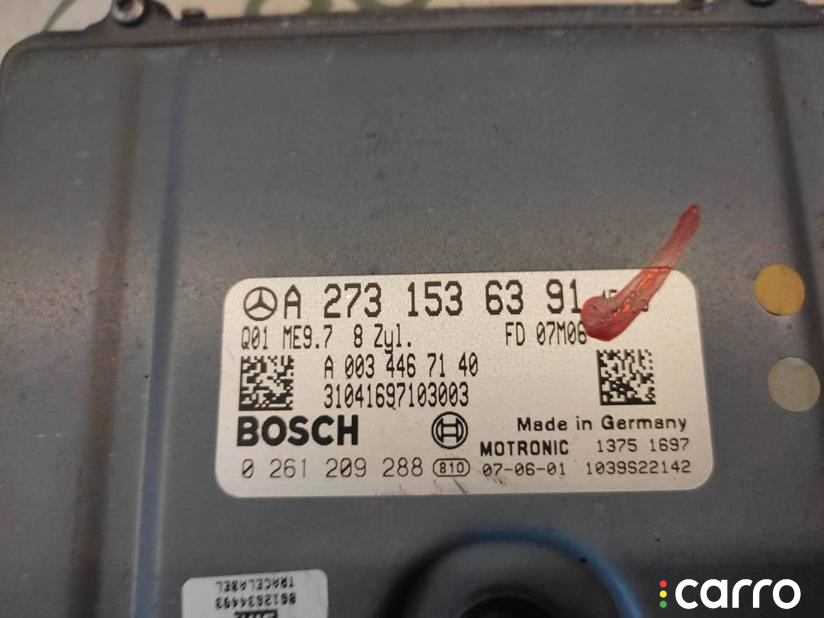 A 273 153 63 91
Q01 ME9.7 8 Zyl. FD 07M06
A 003 446 71 40
31041697103003
BOSCH
Made in Germany
MOTRONIC 1375 1697
0 261 209 288 810 07-06-01 1039S22142
TRACELABEL
carro